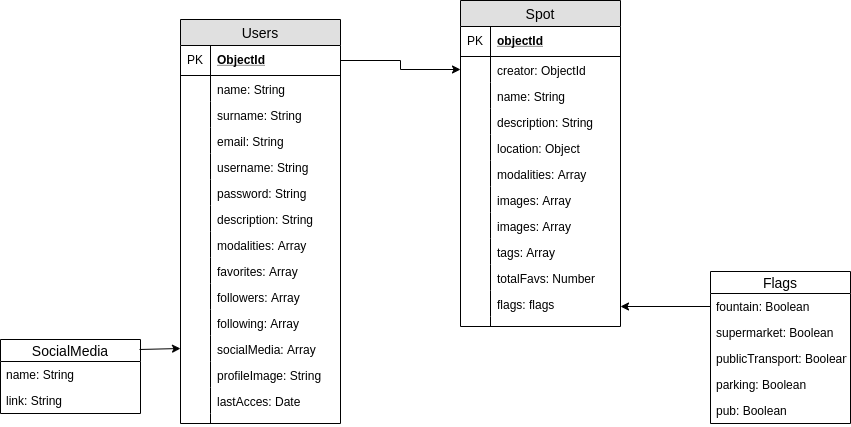 Users
PK ObjectId
name: String
surname: String
email: String
username: String
password: String
description: String
modalities: Array
favorites: Array
followers: Array
following: Array
socialMedia: Array
profileImage: String
lastAcces: Date
Spot
PK objectId
creator: ObjectId
name: String
description: String
location: Object
modalities: Array
images: Array
images: Array
tags: Array
totalFavs: Number
flags: flags
SocialMedia
name: String
link: String
Flags
fountain: Boolean
supermarket: Boolean
publicTransport: Boolear
parking: Boolean
pub: Boolean